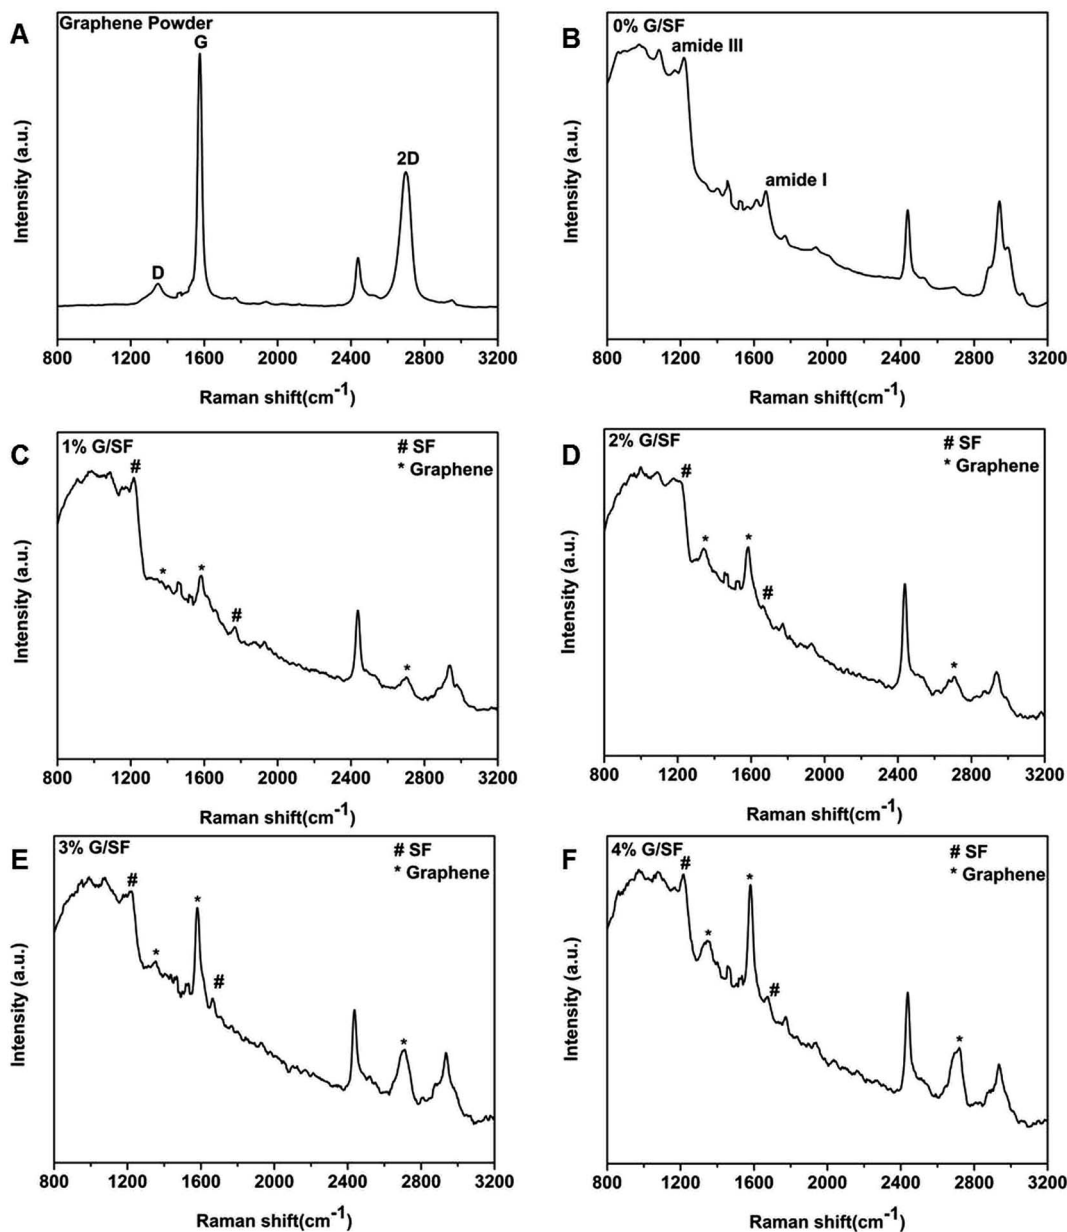 A
Graphene Powder
G
2D
D
Intensity (a.u.)
800 1200 1600 2000 2400 2800 3200
Raman shift(cm-1)
B
0% G/SF
amide III
amide I
Intensity (a.u.)
800 1200 1600 2000 2400 2800 3200
Raman shift(cm-1)
C
1% G/SF
# SF
* Graphene
#
*
*
#
*
Intensity (a.u.)
800 1200 1600 2000 2400 2800 3200
Raman shift(cm-1)
D
2% G/SF
# SF
* Graphene
#
*
*
#
*
Intensity (a.u.)
800 1200 1600 2000 2400 2800 3200
Raman shift(cm-1)
E
3% G/SF
# SF
* Graphene
#
*
*
#
*
Intensity (a.u.)
800 1200 1600 2000 2400 2800 3200
Raman shift(cm-1)
F
4% G/SF
# SF
* Graphene
#
*
*
#
*
Intensity (a.u.)
800 1200 1600 2000 2400 2800 3200
Raman shift(cm-1)